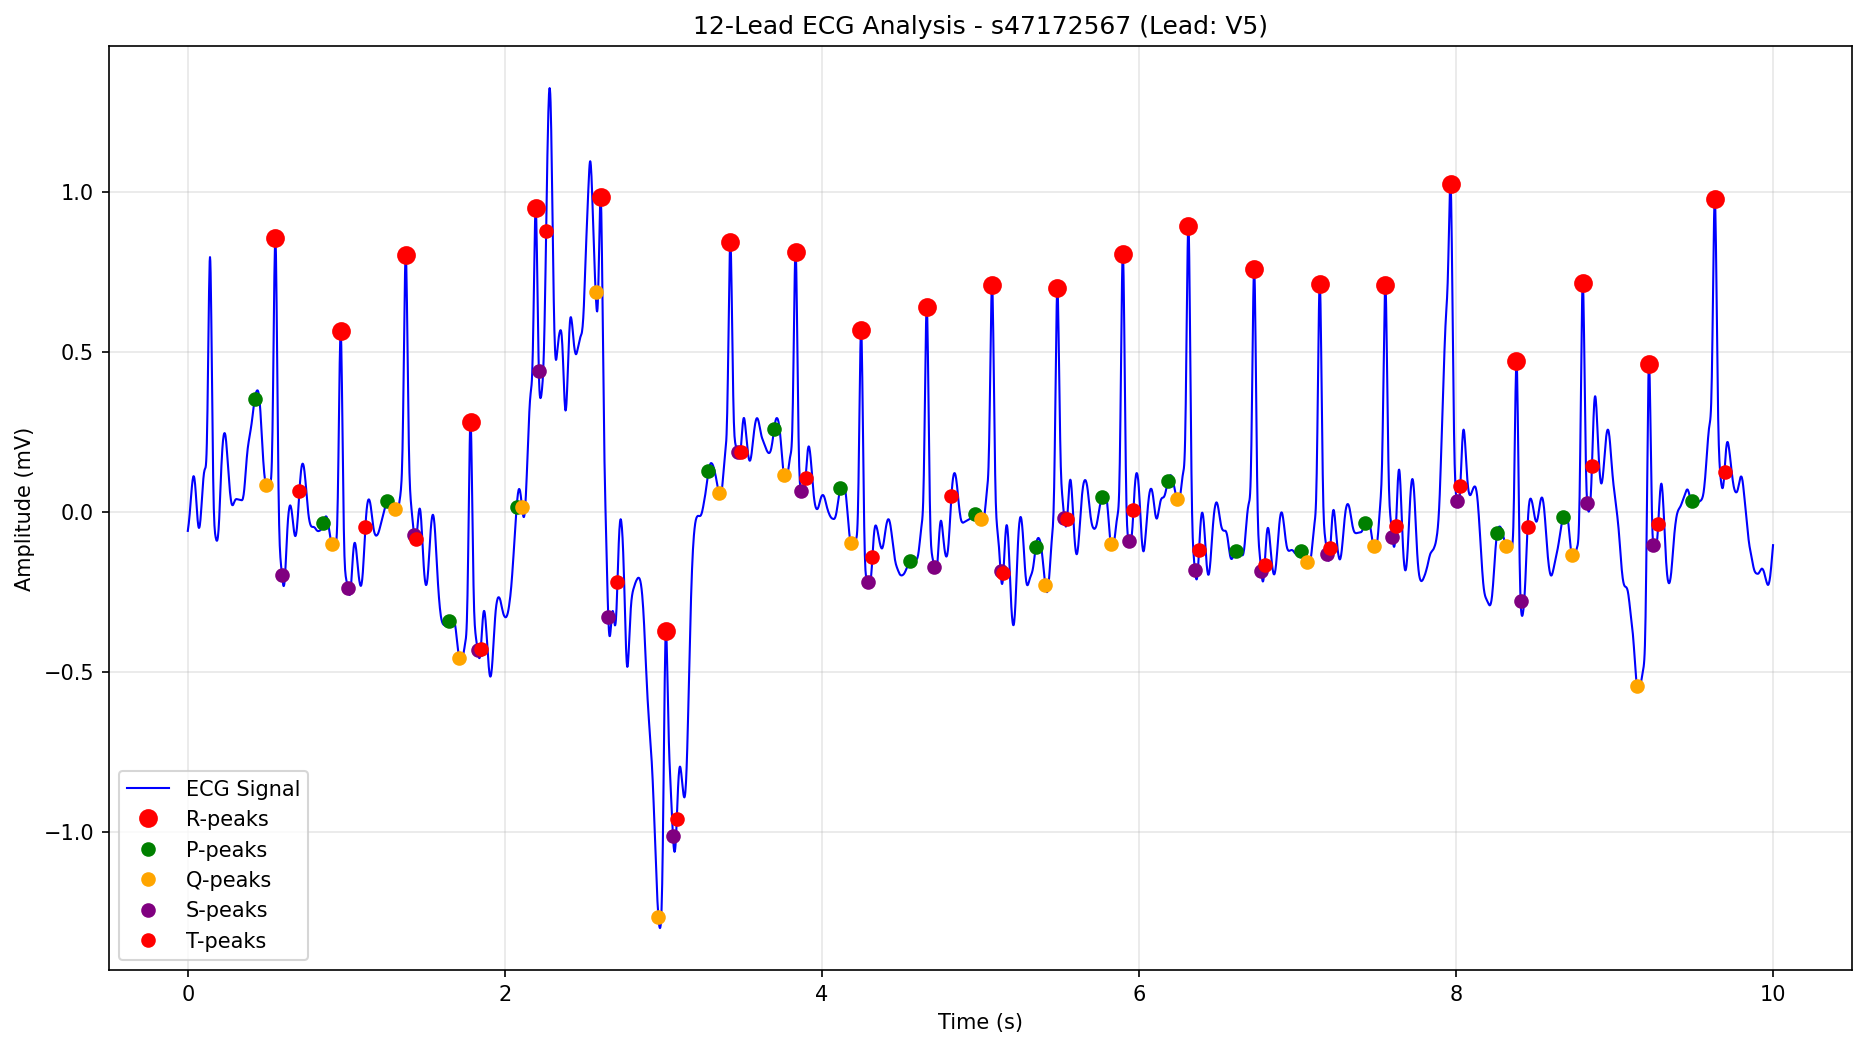 12-Lead ECG Analysis - s47172567 (Lead: V5)
Amplitude (mV)
1.0
0.5
0.0
−0.5
−1.0
ECG Signal
R-peaks
P-peaks
Q-peaks
S-peaks
T-peaks
0 2 4 6 8 10
Time (s)